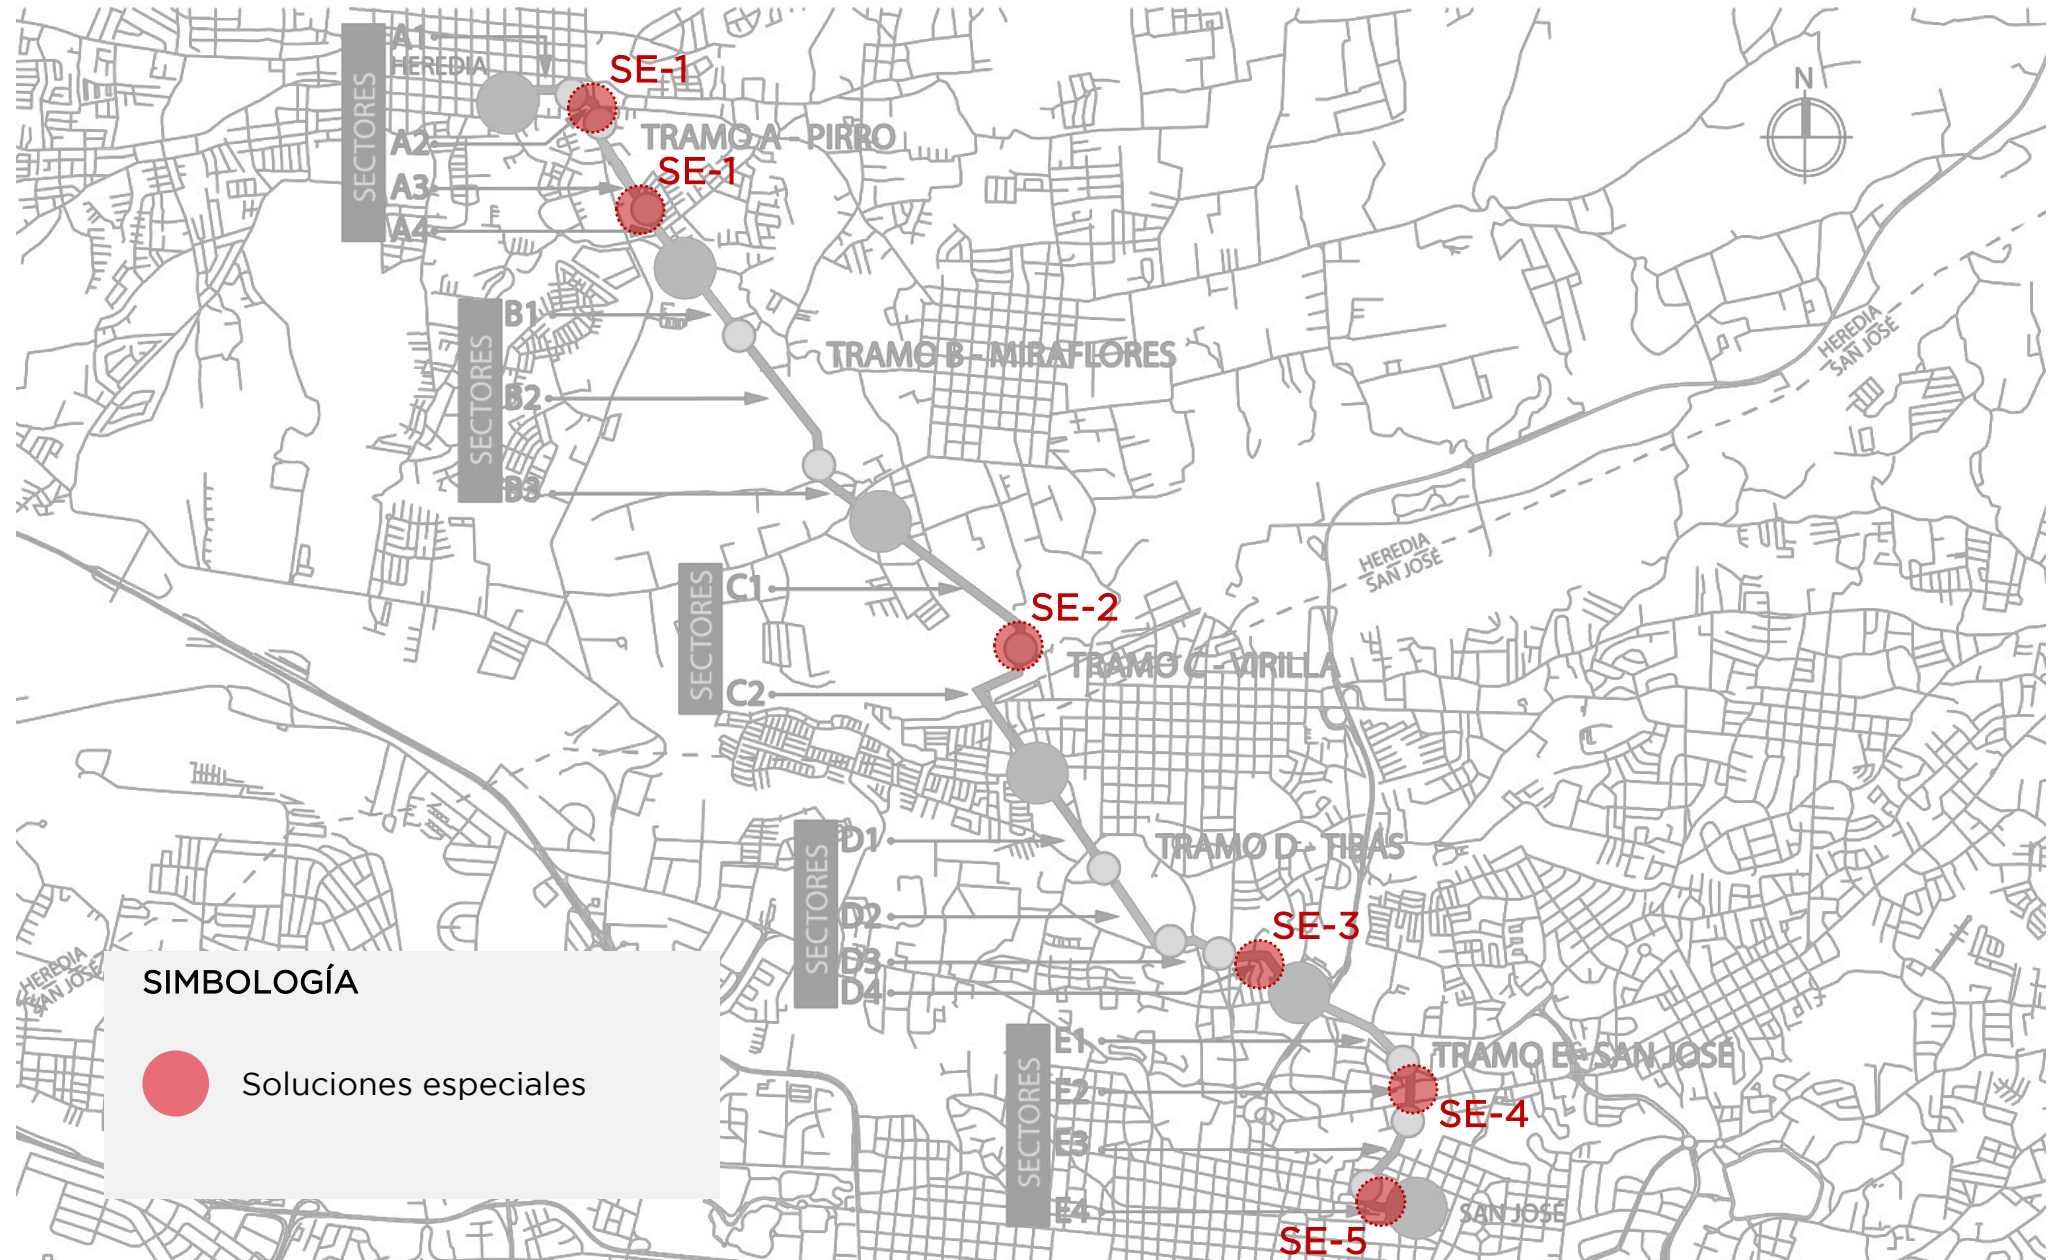 A1
HEREDIA
SE-1
N
TRAMO A - PIRRO
A2
SE-1
A3
SECTORES
A4
B1
HEREDIA
SAN JOSÉ
TRAMO B - MIRAFLORES
SECTORES
B2
B3
HEREDIA
SAN JOSÉ
C1
SE-2
SECTORES
TRAMO C - VIRILLA
C2
D1
TRAMO D - TIBÁS
SECTORES
D2
SE-3
D3
D4
HEREDIA
SAN JOSÉ
SIMBOLOGÍA
Soluciones especiales
E1
TRAMO E - SAN JOSÉ
E2
SE-4
SECTORES
E3
E4
SAN JOSÉ
SE-5